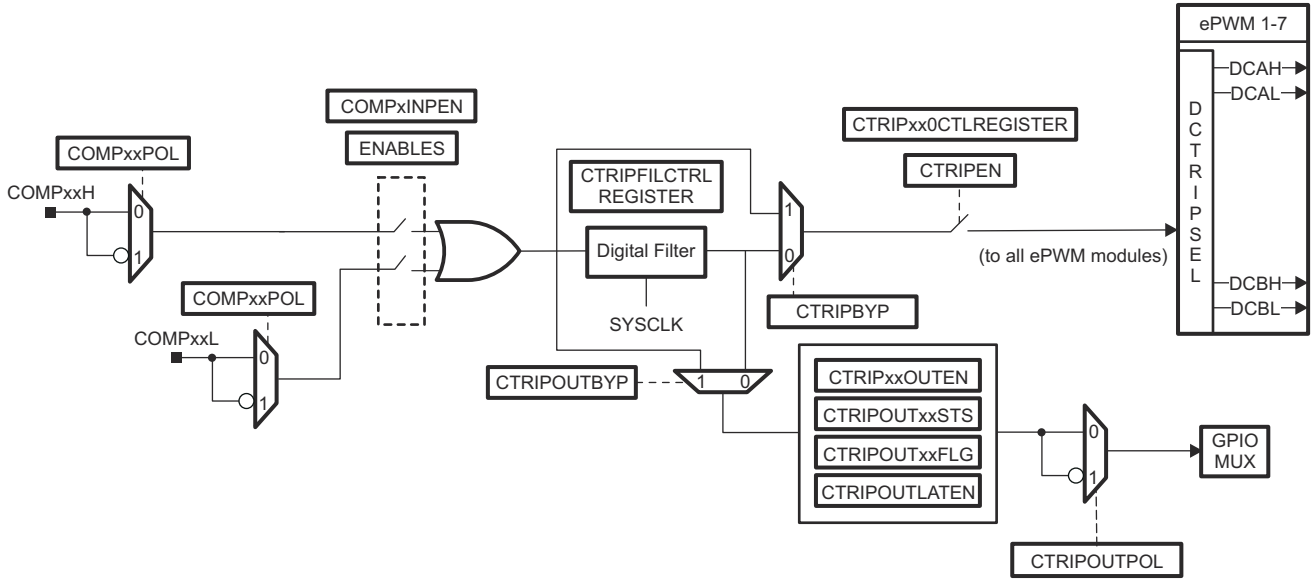 ePWM 1-7
DCAH
DCAL
DCTRIPSEL
DCBH
DCBL
COMPxINPEN
ENABLES
COMPxxPOL
COMPxxH
0
1
COMPxxPOL
COMPxxL
0
1
CTRIPFILCTRL
REGISTER
Digital Filter
SYSCLK
1
0
CTRIPBYP
CTRIPxx0CTLREGISTER
CTRIPEN
(to all ePWM modules)
CTRIPOUTBYP
1 0
CTRIPxxOUTEN
CTRIPOUTxxSTS
CTRIPOUTxxFLG
CTRIPOUTLATEN
0
1
CTRIPOUTPOL
GPIO
MUX